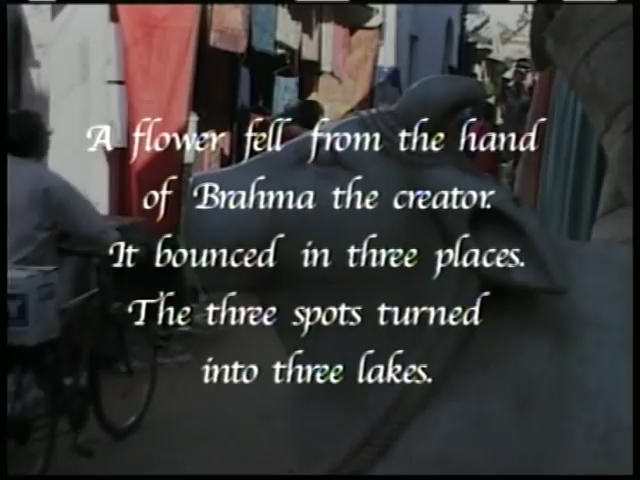 A flower fell from the hand
of Brahma the creator.
It bounced in three places.
The three spots turned
into three lakes.